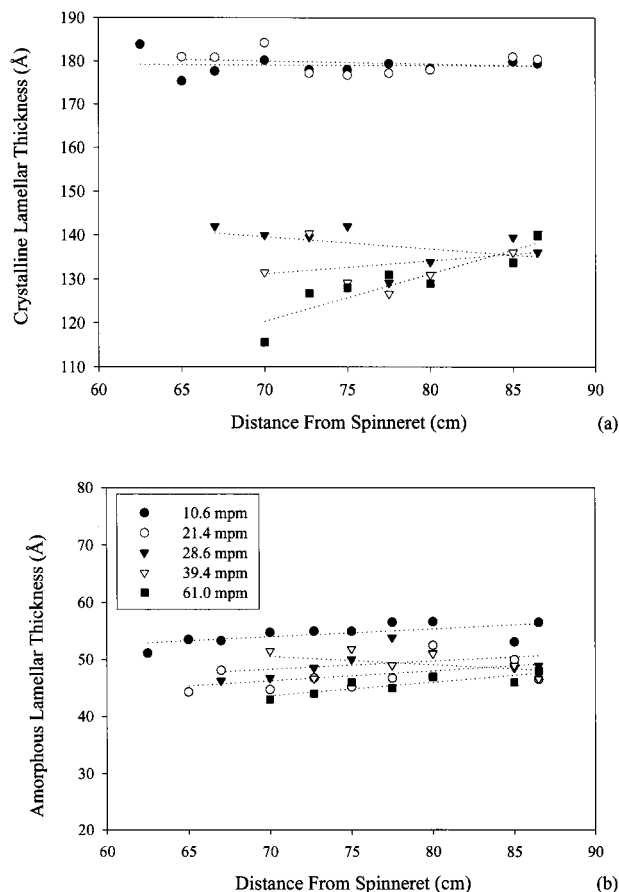 190
180
170
160
150
140
130
120
110
60 65 70 75 80 85 90
Crystalline Lamellar Thickness (Å)
Distance From Spinneret (cm)
(a)
80
70
60
50
40
30
20
10.6 mpm
21.4 mpm
28.6 mpm
39.4 mpm
61.0 mpm
60 65 70 75 80 85 90
Amorphous Lamellar Thickness (Å)
Distance From Spinneret (cm)
(b)